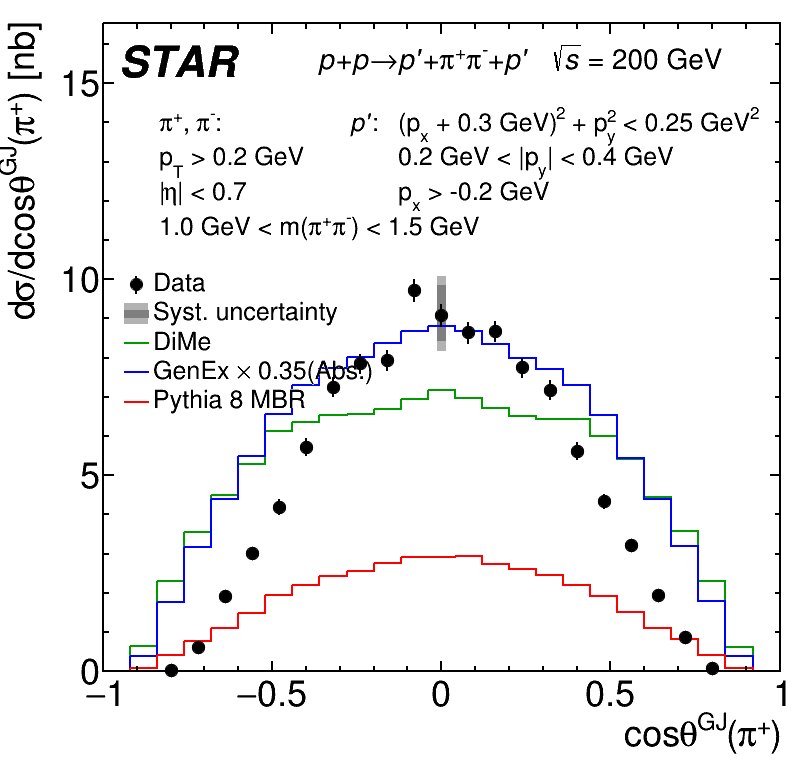 STAR p+p→p′+π⁺π⁻+p′ √s = 200 GeV
π⁺, π⁻: p′: (pₓ + 0.3 GeV)² + p_y² < 0.25 GeV²
p_T > 0.2 GeV 0.2 GeV < |p_y| < 0.4 GeV
|η| < 0.7 pₓ > -0.2 GeV
1.0 GeV < m(π⁺π⁻) < 1.5 GeV
Data
Syst. uncertainty
DiMe
GenEx × 0.35(Abs.)
Pythia 8 MBR
dσ/dcosθ^GJ(π⁺) [nb]
15
10
5
0
−1 −0.5 0 0.5 1
cosθ^GJ(π⁺)